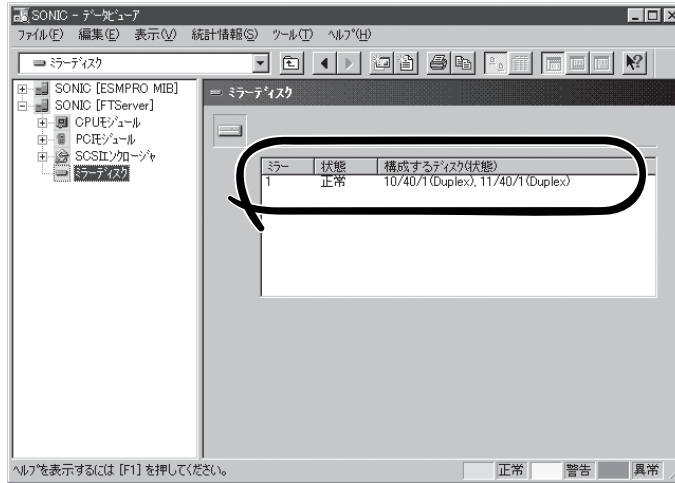 SONIC - データビューア
ファイル(F) 編集(E) 表示(V) 統計情報(S) ツール(T) ヘルプ(H)
ミラーディスク
SONIC [ESMPRO MIB]
SONIC [FTServer]
CPUモジュール
PCIモジュール
SCSIエンクロージャ
ミラーディスク
ミラーディスク
ミラー 状態 構成するディスク(状態)
1 正常 10/40/1(Duplex), 11/40/1(Duplex)
ヘルプを表示するには [F1] を押してください。
正常 警告 異常